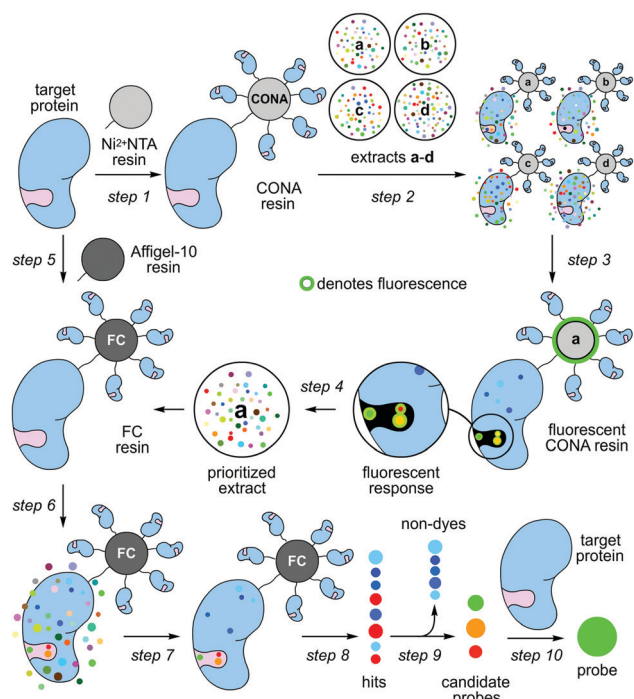 target
protein
Ni²⁺NTA
resin
step 1
CONA
CONA
resin
a
b
c
d
extracts a-d
step 2
a
b
c
d
step 5
Affigel-10
resin
denotes fluorescence
step 3
FC
FC
resin
a
prioritized
extract
step 4
fluorescent
response
a
fluorescent
CONA resin
step 6
FC
step 7
FC
step 8
hits
non-dyes
step 9
candidate
probes
target
protein
step 10
probe